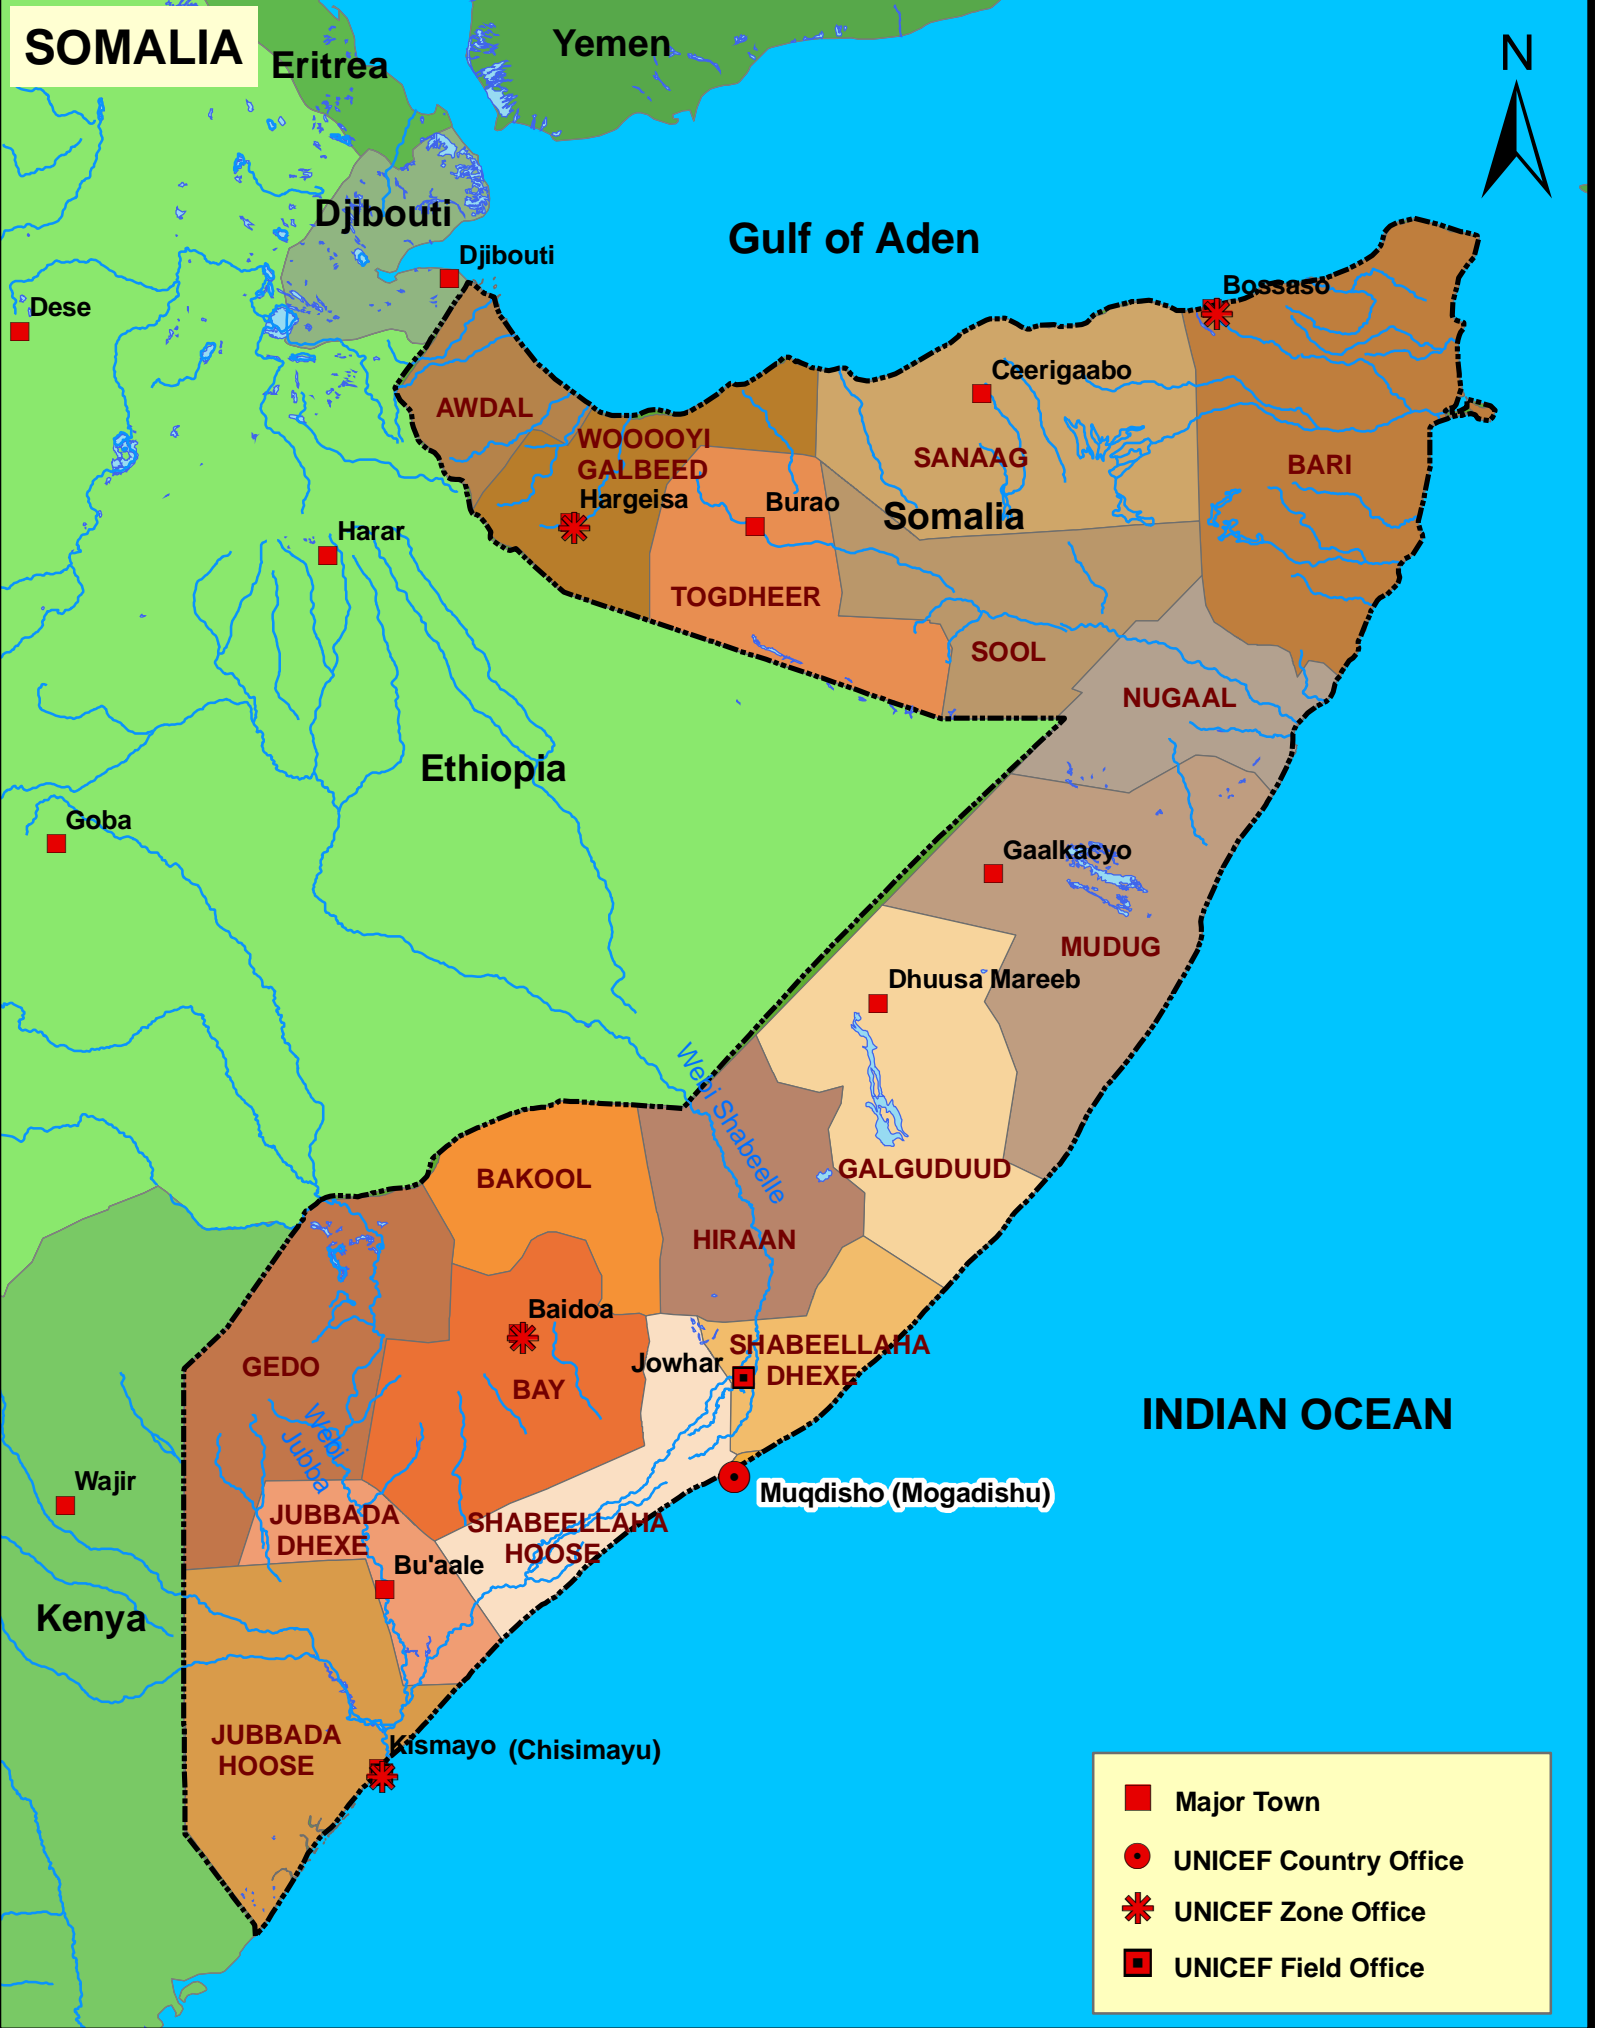 SOMALIA
Eritrea
Yemen
N
Djibouti
Gulf of Aden
Djibouti
Bossaso
Dese
Ceerigaabo
AWDAL
WOOOOYI
GALBEED
SANAAG
BARI
Hargeisa
Burao
Somalia
Harar
TOGDHEER
SOOL
NUGAAL
Ethiopia
Goba
Gaalkacyo
MUDUG
Dhuusa Mareeb
Webi Shabeelle
GALGUDUUD
BAKOOL
HIRAAN
Baidoa
SHABEELLAHA
DHEXE
Jowhar
GEDO
BAY
INDIAN OCEAN
Webi
Jubba
Wajir
Muqdisho (Mogadishu)
JUBBADA
DHEXE
SHABEELLAHA
HOOSE
Bu'aale
Kenya
JUBBADA
HOOSE
Kismayo (Chisimayu)
Major Town
UNICEF Country Office
UNICEF Zone Office
UNICEF Field Office